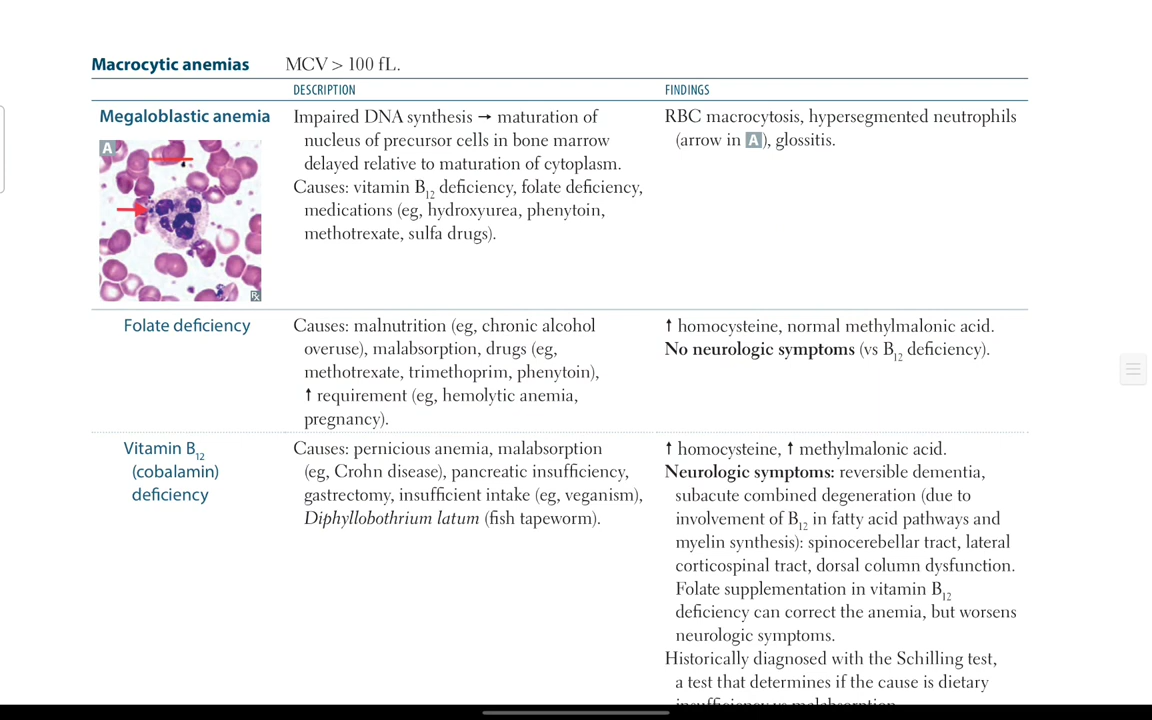 Macrocytic anemias MCV > 100 fL.
DESCRIPTION FINDINGS
Megaloblastic anemia
A
Impaired DNA synthesis → maturation of
nucleus of precursor cells in bone marrow
delayed relative to maturation of cytoplasm.
Causes: vitamin B12 deficiency, folate deficiency,
medications (eg, hydroxyurea, phenytoin,
methotrexate, sulfa drugs).
RBC macrocytosis, hypersegmented neutrophils
(arrow in A), glossitis.
Folate deficiency
Causes: malnutrition (eg, chronic alcohol
overuse), malabsorption, drugs (eg,
methotrexate, trimethoprim, phenytoin),
↑ requirement (eg, hemolytic anemia,
pregnancy).
↑ homocysteine, normal methylmalonic acid.
No neurologic symptoms (vs B12 deficiency).
Vitamin B12
(cobalamin)
deficiency
Causes: pernicious anemia, malabsorption
(eg, Crohn disease), pancreatic insufficiency,
gastrectomy, insufficient intake (eg, veganism),
Diphyllobothrium latum (fish tapeworm).
↑ homocysteine, ↑ methylmalonic acid.
Neurologic symptoms: reversible dementia,
subacute combined degeneration (due to
involvement of B12 in fatty acid pathways and
myelin synthesis): spinocerebellar tract, lateral
corticospinal tract, dorsal column dysfunction.
Folate supplementation in vitamin B12
deficiency can correct the anemia, but worsens
neurologic symptoms.
Historically diagnosed with the Schilling test,
a test that determines if the cause is dietary
insufficiency vs malabsorption.